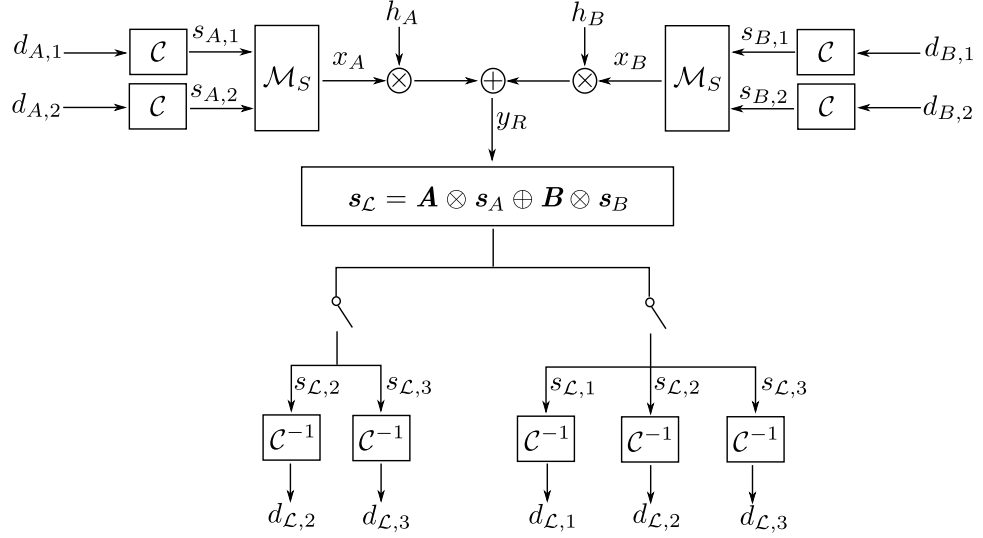 h_A h_B
d_{A,1} 𝒞 s_{A,1} s_{B,1} 𝒞 d_{B,1}
ℳ_S x_A ⊗ ⊕ ⊗ x_B ℳ_S
d_{A,2} 𝒞 s_{A,2} s_{B,2} 𝒞 d_{B,2}
y_R
𝒔_ℒ = 𝑨 ⊗ 𝒔_A ⊕ 𝑩 ⊗ 𝒔_B
s_{ℒ,2} s_{ℒ,3} s_{ℒ,1} s_{ℒ,2} s_{ℒ,3}
𝒞^{-1} 𝒞^{-1} 𝒞^{-1} 𝒞^{-1} 𝒞^{-1}
d_{ℒ,2} d_{ℒ,3} d_{ℒ,1} d_{ℒ,2} d_{ℒ,3}